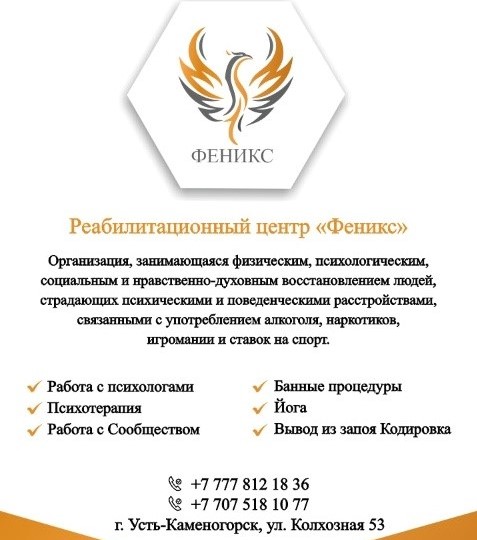 ФЕНИКС
Реабилитационный центр «Феникс»
Организация, занимающаяся физическим, психологическим,
социальным и нравственно-духовным восстановлением людей,
страдающих психическими и поведенческими расстройствами,
связанными с употреблением алкоголя, наркотиков,
игромании и ставок на спорт.
Работа с психологами
Психотерапия
Работа с Сообществом
Банные процедуры
Йога
Вывод из запоя Кодировка
+7 777 812 18 36
+7 707 518 10 77
г. Усть-Каменогорск, ул. Колхозная 53